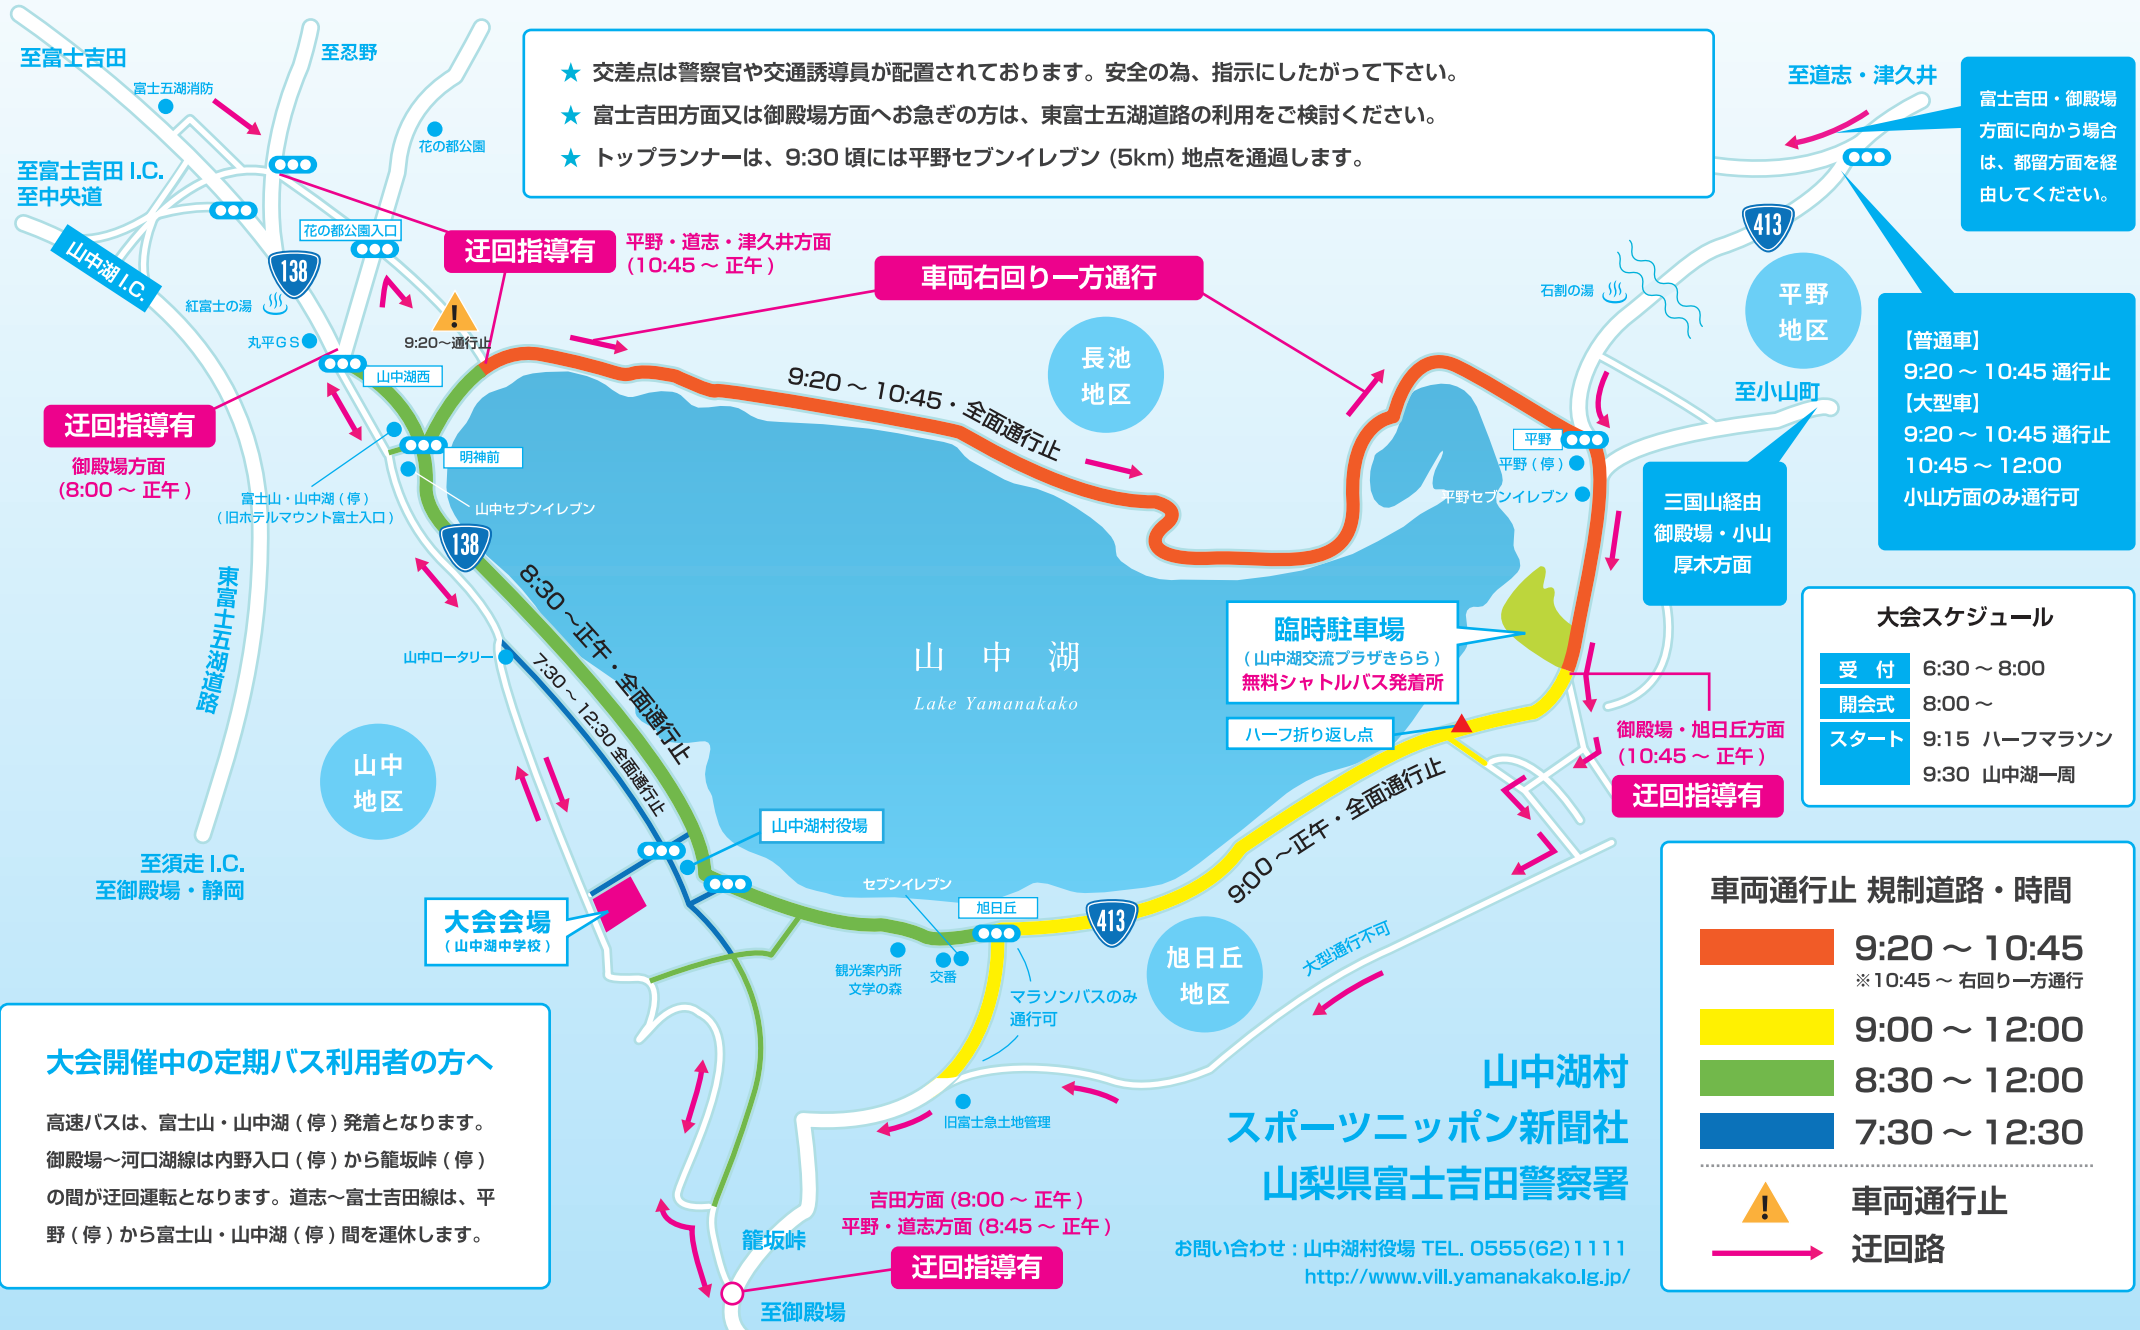 ★ 交差点は警察官や交通誘導員が配置されております。安全の為、指示にしたがって下さい。
★ 富士吉田方面又は御殿場方面へお急ぎの方は、東富士五湖道路の利用をご検討ください。
★ トップランナーは、9:30 頃には平野セブンイレブン (5km) 地点を通過します。
至富士吉田
富士五湖消防
至忍野
花の都公園
至富士吉田 I.C.
至中央道
山中湖 I.C.
138
花の都公園入口
紅富士の湯
丸平GS
9:20～通行止
迂回指導有
平野・道志・津久井方面
(10:45 ～ 正午 )
車両右回り一方通行
至道志・津久井
富士吉田・御殿場
方面に向かう場合
は、都留方面を経
由してください。
413
石割の湯
平野
地区
【普通車】
9:20 ～ 10:45 通行止
【大型車】
9:20 ～ 10:45 通行止
10:45 ～ 12:00
小山方面のみ通行可
長池
地区
至小山町
三国山経由
御殿場・小山
厚木方面
山中湖西
迂回指導有
御殿場方面
(8:00 ～ 正午 )
明神前
富士山・山中湖 ( 停 )
( 旧ホテルマウント富士入口 )
山中セブンイレブン
138
9:20 ～ 10:45・全面通行止
平野
平野 ( 停 )
平野セブンイレブン
東富士五湖道路
8:30 ～正午・全面通行止
7:30～ 12:30 全面通行止
山中ロータリー
山中湖
Lake Yamanakako
臨時駐車場
( 山中湖交流プラザきらら )
無料シャトルバス発着所
ハーフ折り返し点
御殿場・旭日丘方面
(10:45 ～ 正午 )
迂回指導有
大会スケジュール
受 付 6:30 ～ 8:00
開会式 8:00 ～
スタート 9:15 ハーフマラソン
9:30 山中湖一周
山中
地区
山中湖村役場
至須走 I.C.
至御殿場・静岡
大会会場
( 山中湖中学校 )
セブンイレブン
旭日丘
413
9:00 ～正午・全面通行止
観光案内所
文学の森
交番
マラソンバスのみ
通行可
旭日丘
地区
大型通行不可
旧富士急土地管理
大会開催中の定期バス利用者の方へ
高速バスは、富士山・山中湖 ( 停 ) 発着となります。
御殿場～河口湖線は内野入口 ( 停 ) から籠坂峠 ( 停 )
の間が迂回運転となります。道志～富士吉田線は、平
野 ( 停 ) から富士山・山中湖 ( 停 ) 間を運休します。
吉田方面 (8:00 ～ 正午 )
平野・道志方面 (8:45 ～ 正午 )
迂回指導有
籠坂峠
至御殿場
山中湖村
スポーツニッポン新聞社
山梨県富士吉田警察署
お問い合わせ : 山中湖村役場 TEL. 0555(62)1111
http://www.vill.yamanakako.lg.jp/
車両通行止 規制道路・時間
9:20 ～ 10:45
※10:45 ～ 右回り一方通行
9:00 ～ 12:00
8:30 ～ 12:00
7:30 ～ 12:30
車両通行止
迂回路